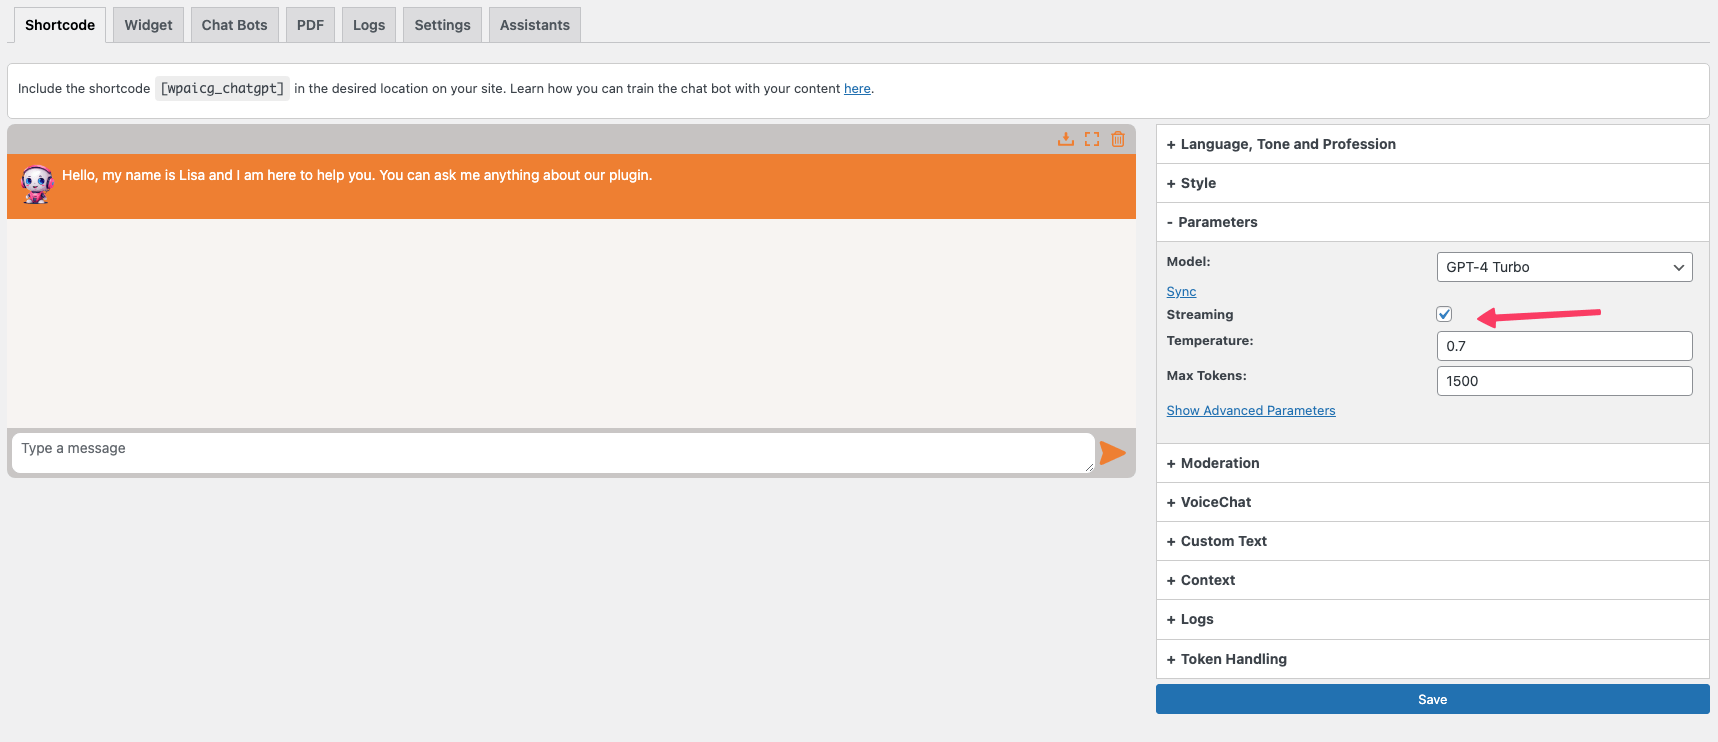 Shortcode Widget Chat Bots PDF Logs Settings Assistants
Include the shortcode [wpaicg_chatgpt] in the desired location on your site. Learn how you can train the chat bot with your content here.
Hello, my name is Lisa and I am here to help you. You can ask me anything about our plugin.
Type a message
+ Language, Tone and Profession
+ Style
- Parameters
Model: GPT-4 Turbo
Sync
Streaming
Temperature: 0.7
Max Tokens: 1500
Show Advanced Parameters
+ Moderation
+ VoiceChat
+ Custom Text
+ Context
+ Logs
+ Token Handling
Save